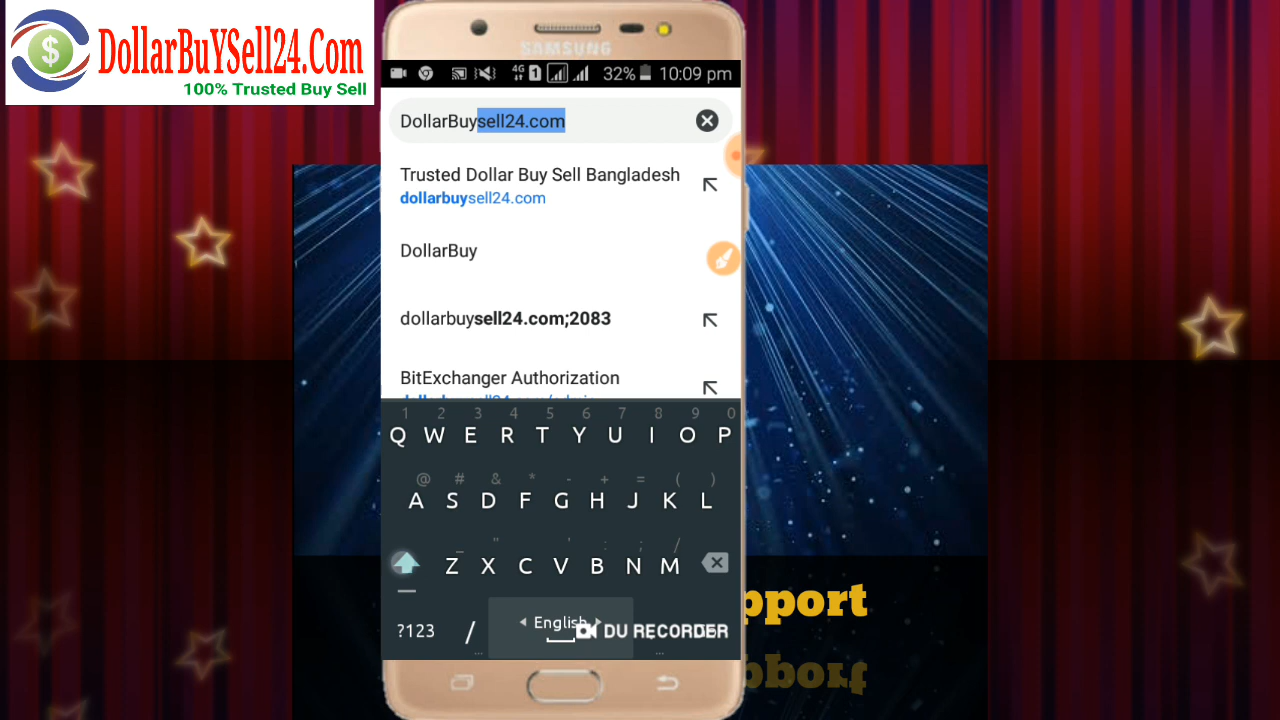 $ DollarBuYSell24.Com
100% Trusted Buy Sell
SAMSUNG
4G 1 32% 10:09 pm
DollarBuysell24.com
Trusted Dollar Buy Sell Bangladesh
dollarbuysell24.com
DollarBuy
dollarbuysell24.com;2083
BitExchanger Authorization
1 2 3 4 5 6 7 8 9 0
Q W E R T Y U I O P
@ # & * - + = ( )
A S D F G H J K L
_ " ' : ; /
Z X C V B N M
?123 / English
DU RECORDER
pport